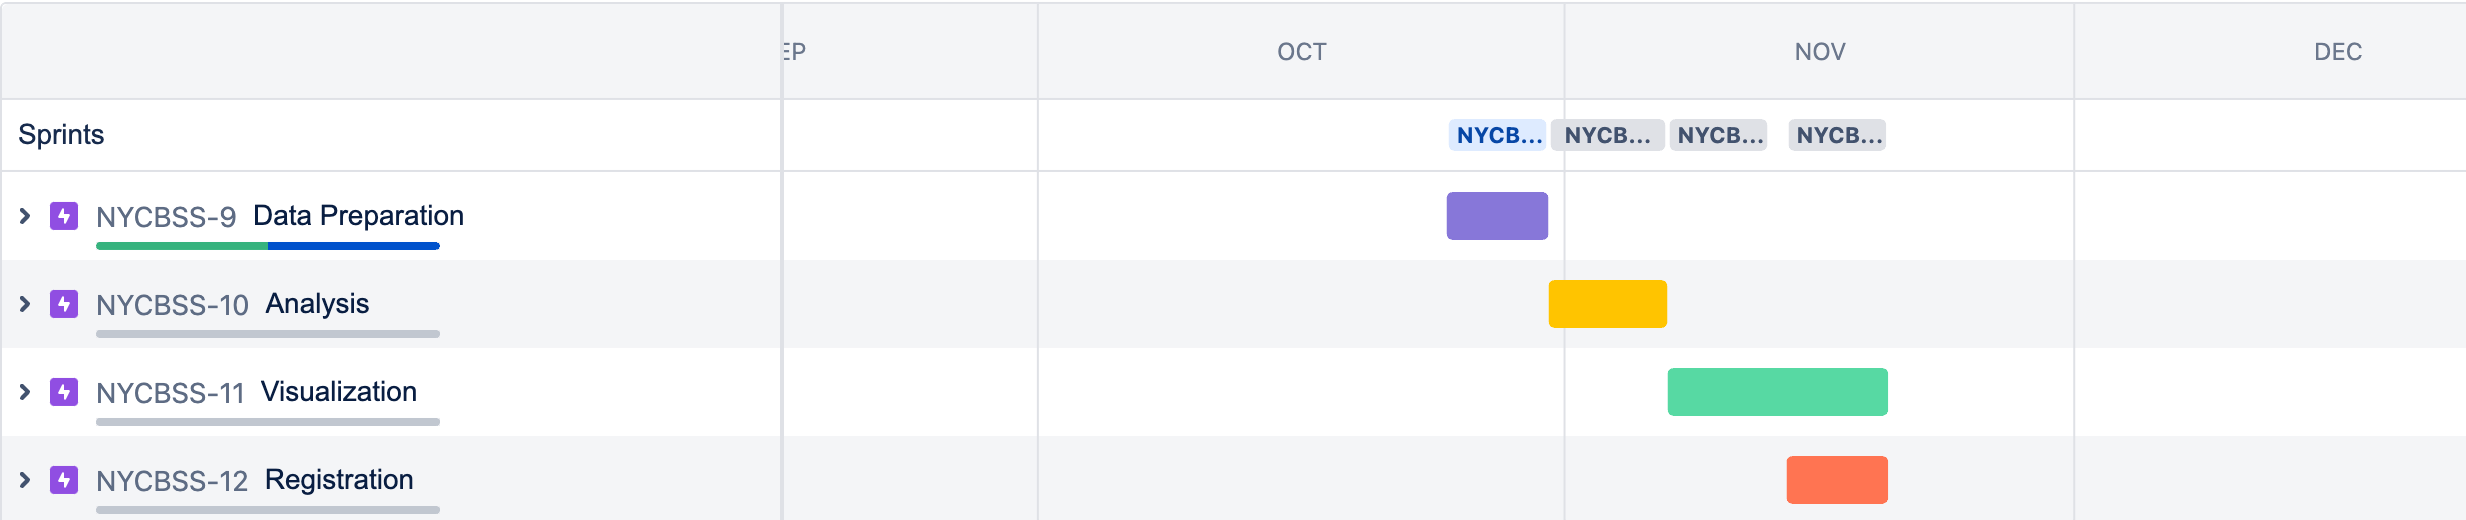 EP OCT NOV DEC
Sprints NYCB... NYCB... NYCB... NYCB...
NYCBSS-9 Data Preparation
NYCBSS-10 Analysis
NYCBSS-11 Visualization
NYCBSS-12 Registration